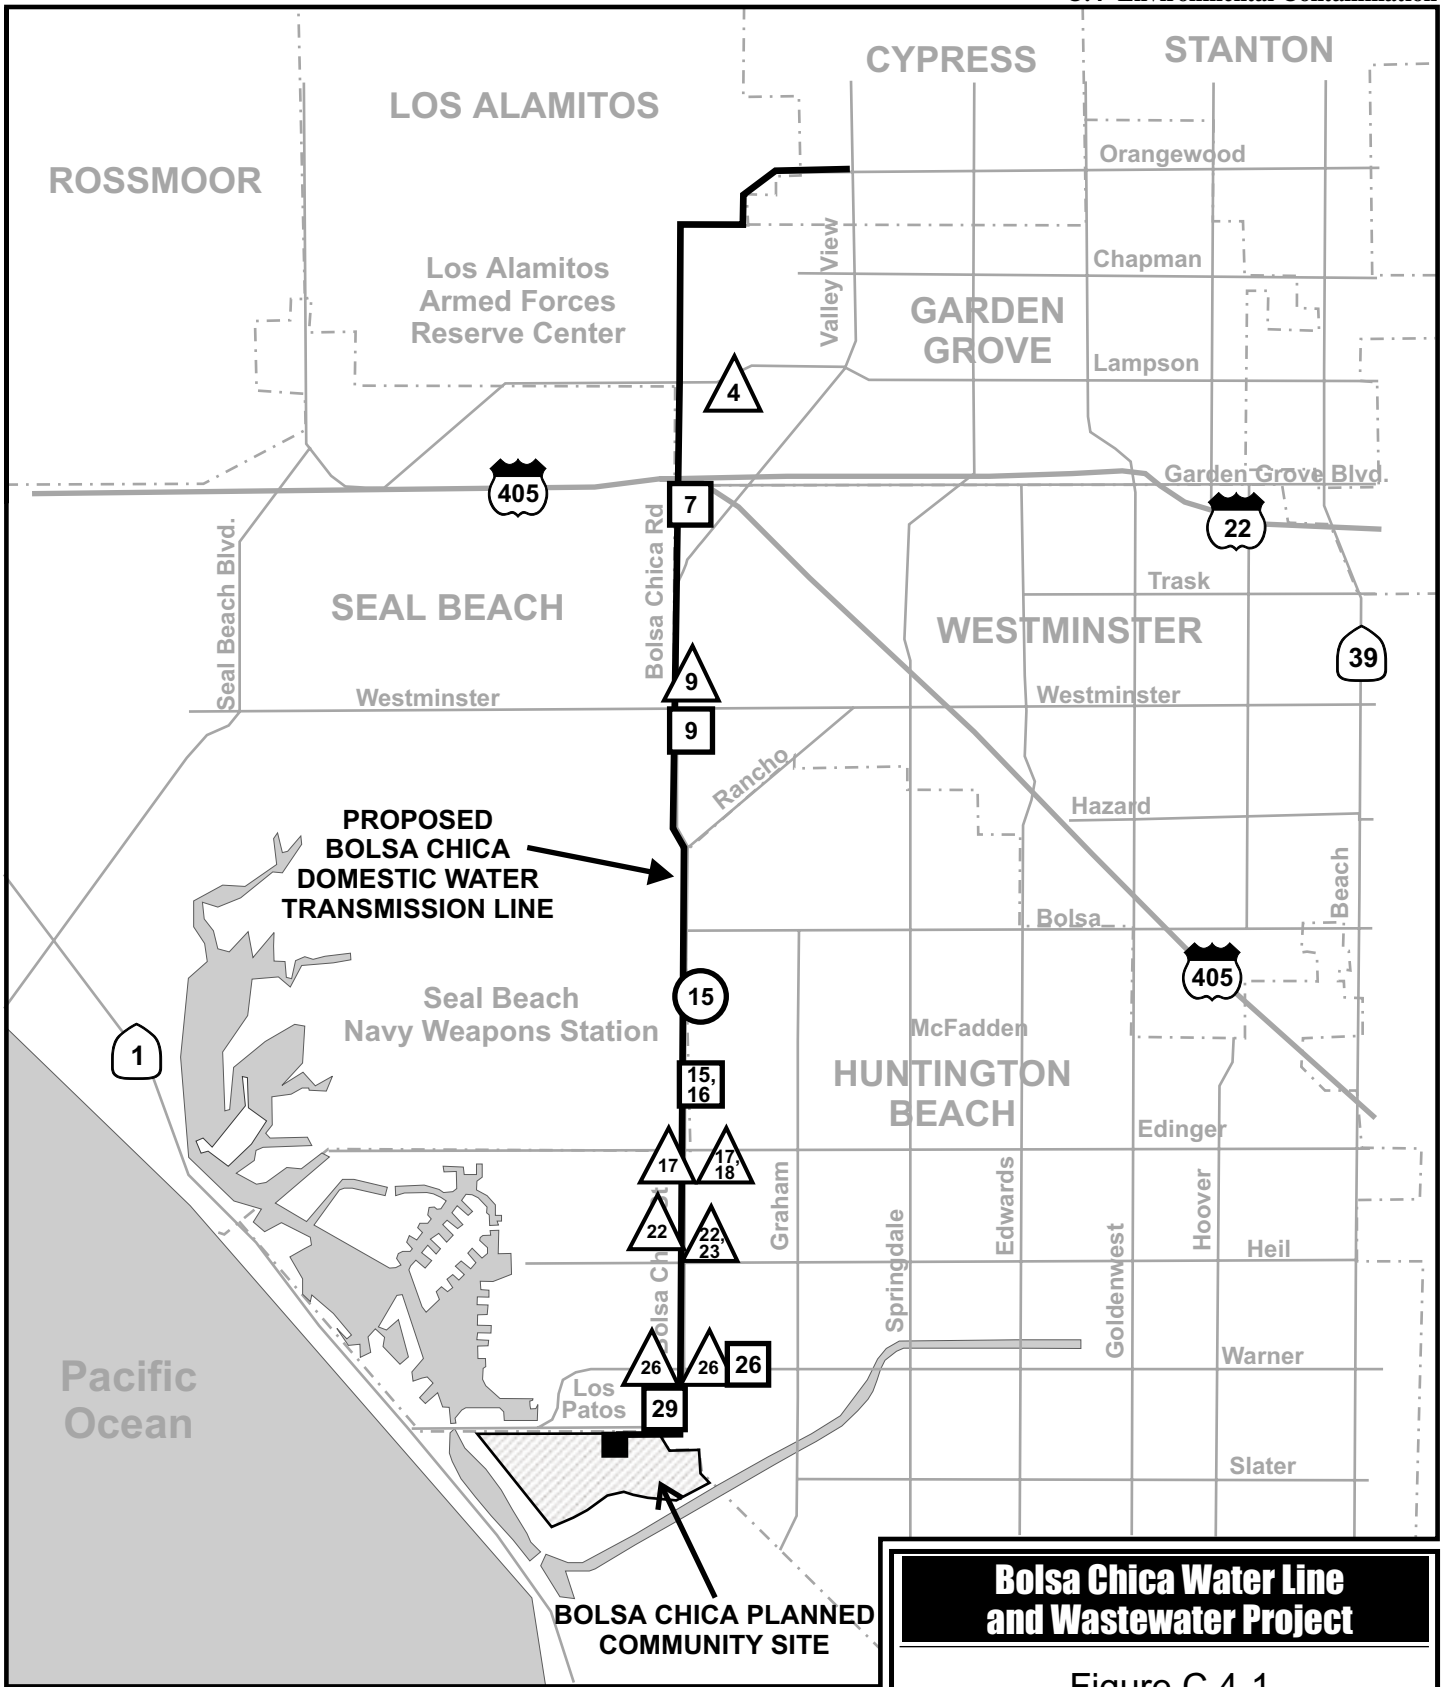 CYPRESS
STANTON
LOS ALAMITOS
ROSSMOOR
Orangewood
Los Alamitos
Armed Forces
Reserve Center
Valley View
Chapman
GARDEN
GROVE
Lampson
4
405
7
Garden Grove Blvd.
22
Seal Beach Blvd.
Bolsa Chica Rd
SEAL BEACH
Trask
WESTMINSTER
39
9
Westminster
Westminster
9
Rancho
Hazard
PROPOSED
BOLSA CHICA
DOMESTIC WATER
TRANSMISSION LINE
Beach
Bolsa
405
15
Seal Beach
Navy Weapons Station
McFadden
1
HUNTINGTON
BEACH
15,
16
Edinger
17
17,
18
Graham
Springdale
Edwards
Goldenwest
Hoover
22
22,
23
Heil
26
26
26
Warner
Los
Patos
29
Pacific
Ocean
Slater
BOLSA CHICA PLANNED
COMMUNITY SITE
Bolsa Chica Water Line
and Wastewater Project